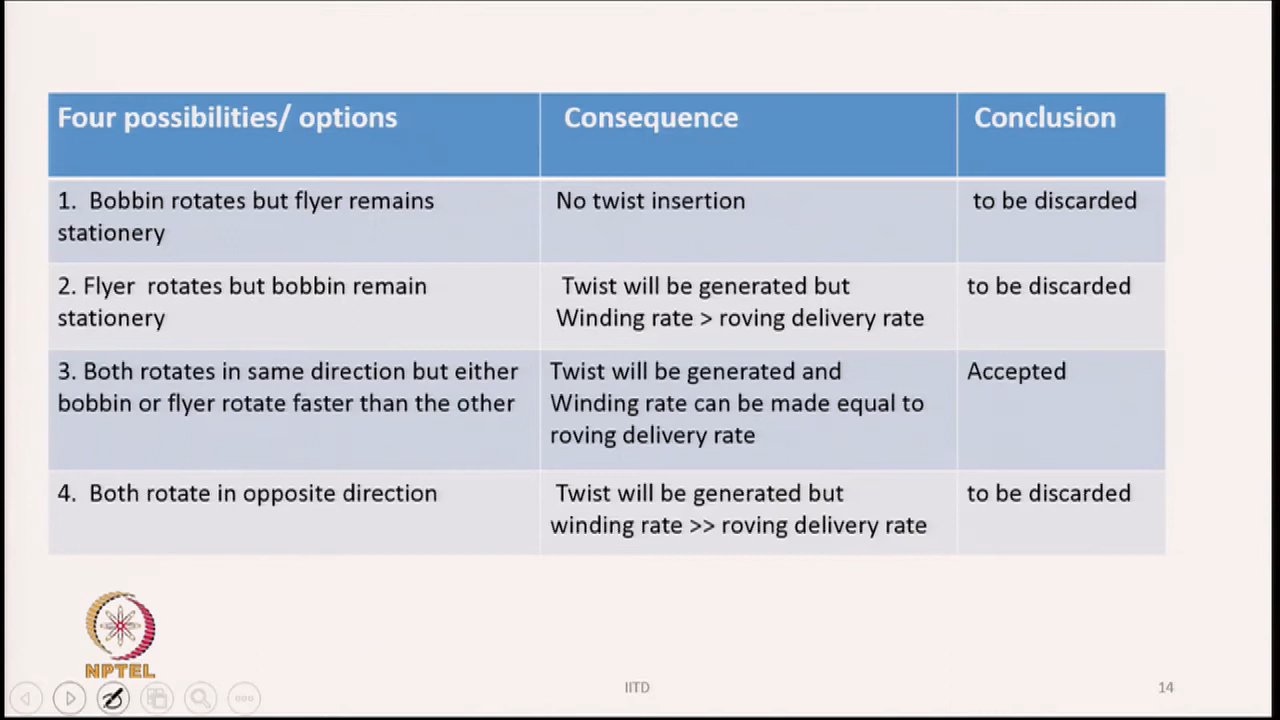 Four possibilities/ options
Consequence
Conclusion
1. Bobbin rotates but flyer remains
stationery
No twist insertion
to be discarded
2. Flyer rotates but bobbin remain
stationery
Twist will be generated but
Winding rate > roving delivery rate
to be discarded
3. Both rotates in same direction but either
bobbin or flyer rotate faster than the other
Twist will be generated and
Winding rate can be made equal to
roving delivery rate
Accepted
4. Both rotate in opposite direction
Twist will be generated but
winding rate >> roving delivery rate
to be discarded
NPTEL
IITD
14